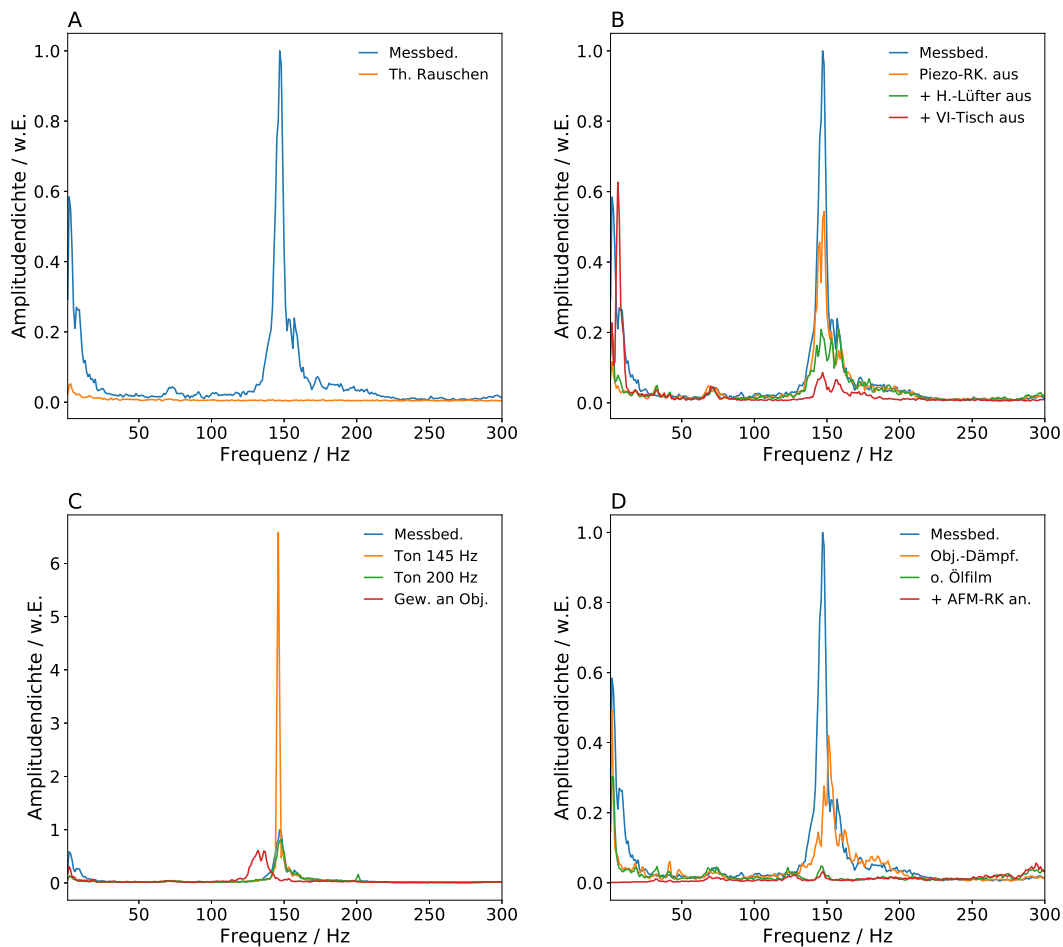 A
Amplitudendichte / w.E.
1.0
0.8
0.6
0.4
0.2
0.0
Messbed.
Th. Rauschen
50 100 150 200 250 300
Frequenz / Hz
B
Amplitudendichte / w.E.
1.0
0.8
0.6
0.4
0.2
0.0
Messbed.
Piezo-RK. aus
+ H.-Lüfter aus
+ VI-Tisch aus
50 100 150 200 250 300
Frequenz / Hz
C
Amplitudendichte / w.E.
6
5
4
3
2
1
0
Messbed.
Ton 145 Hz
Ton 200 Hz
Gew. an Obj.
50 100 150 200 250 300
Frequenz / Hz
D
Amplitudendichte / w.E.
1.0
0.8
0.6
0.4
0.2
0.0
Messbed.
Obj.-Dämpf.
o. Ölfilm
+ AFM-RK an.
50 100 150 200 250 300
Frequenz / Hz